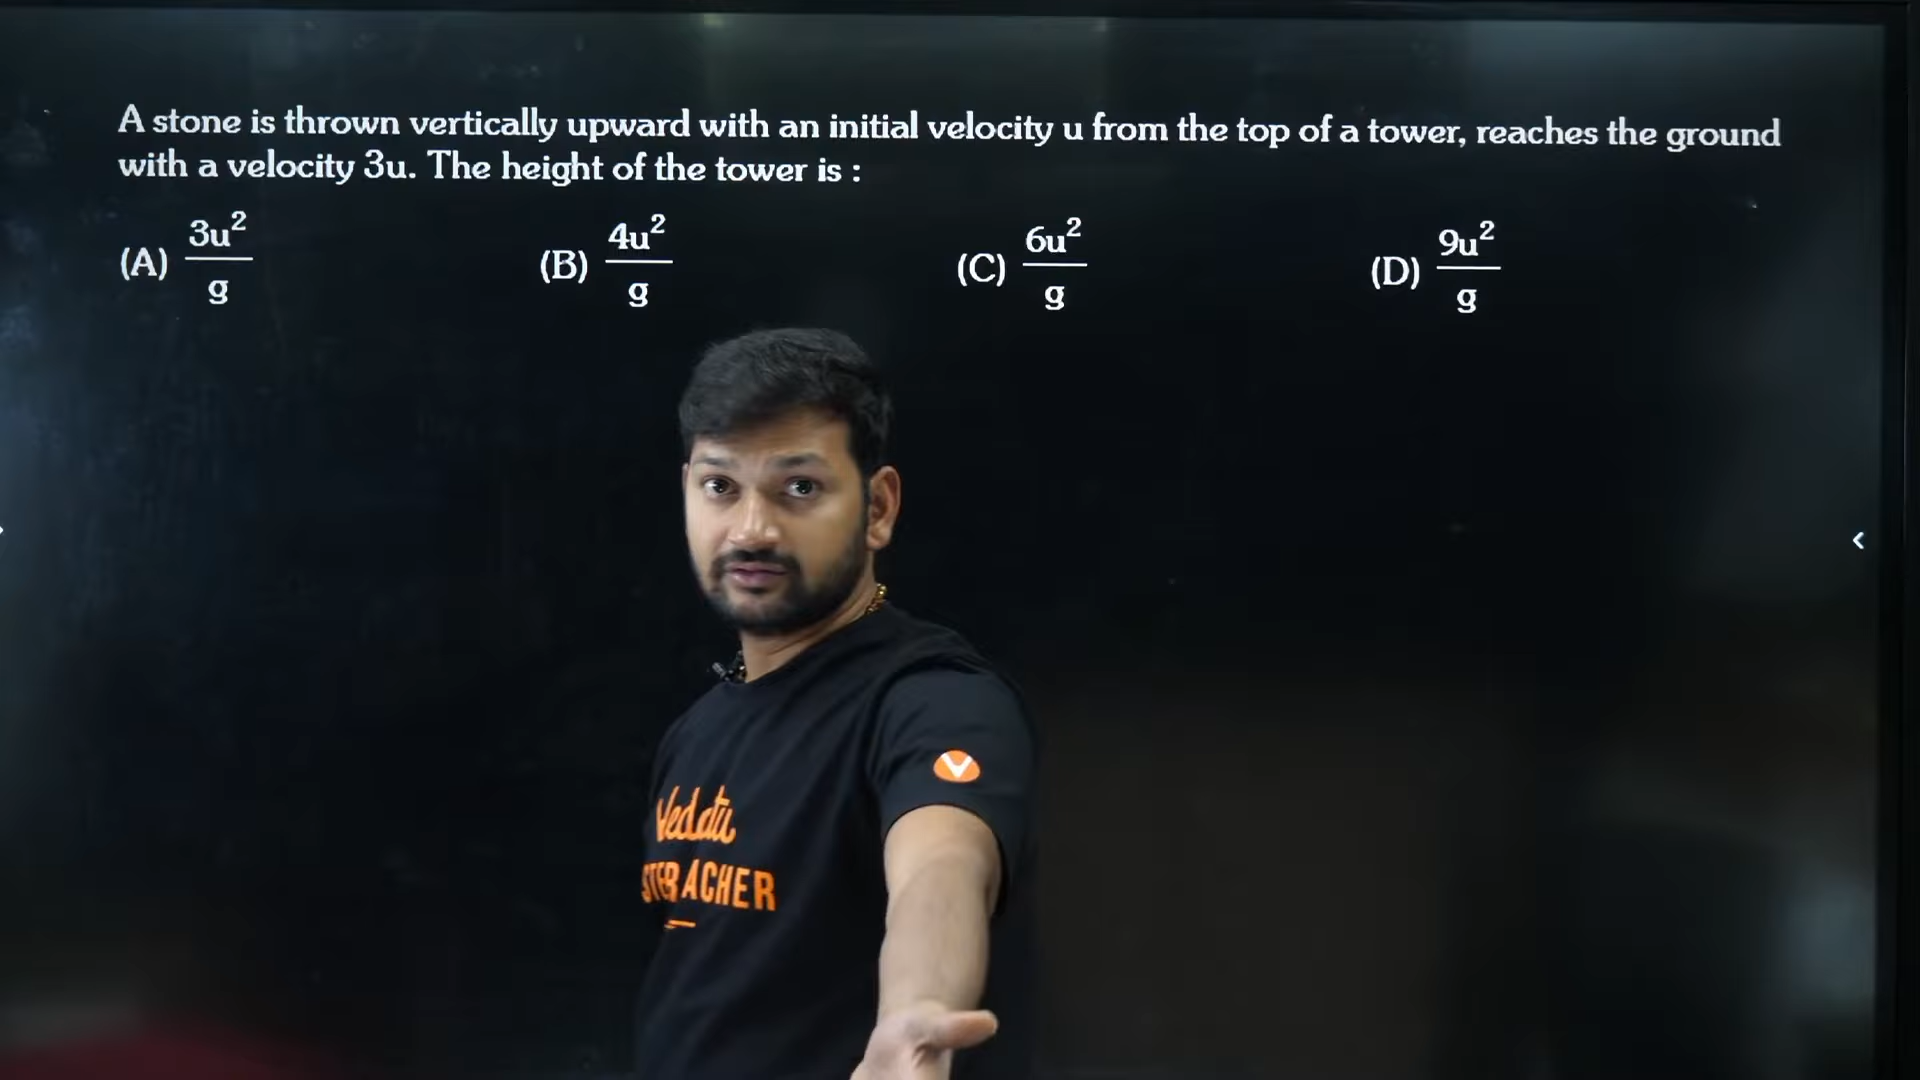 A stone is thrown vertically upward with an initial velocity u from the top of a tower, reaches the ground
with a velocity 3u. The height of the tower is :
(A) 3u²/g (B) 4u²/g (C) 6u²/g (D) 9u²/g
Vedantu